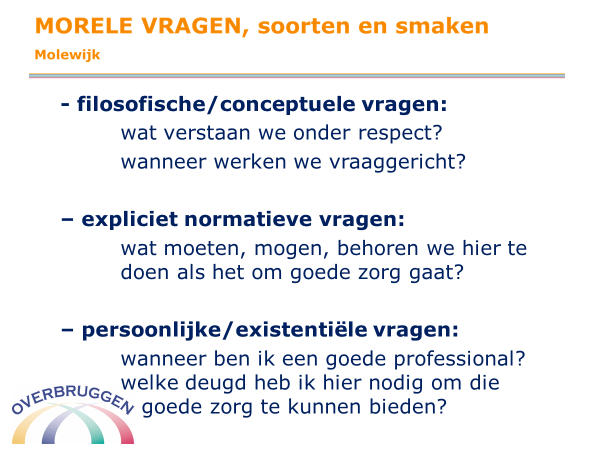 MORELE VRAGEN, soorten en smaken
Molewijk
- filosofische/conceptuele vragen:
wat verstaan we onder respect?
wanneer werken we vraaggericht?
– expliciet normatieve vragen:
wat moeten, mogen, behoren we hier te
doen als het om goede zorg gaat?
– persoonlijke/existentiële vragen:
wanneer ben ik een goede professional?
welke deugd heb ik hier nodig om die
goede zorg te kunnen bieden?
OVERBRUGGEN